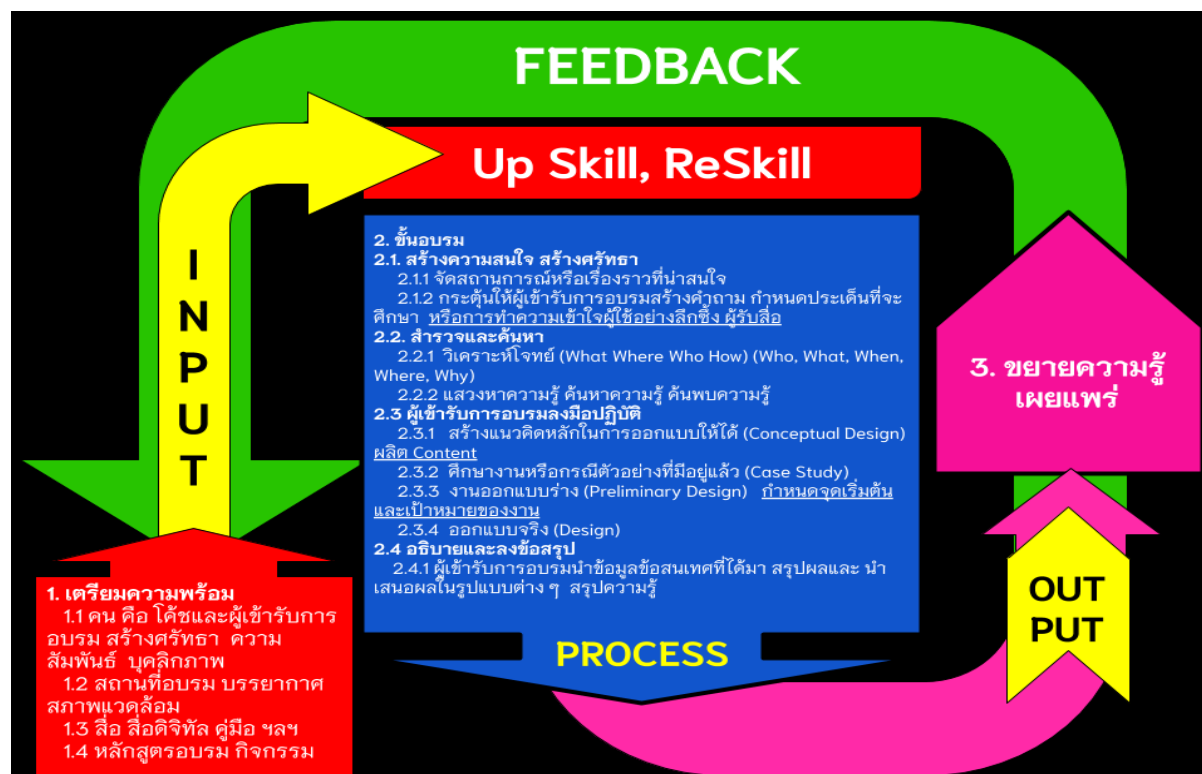 FEEDBACK
Up Skill, ReSkill
INPUT
1. เตรียมความพร้อม
1.1 คน คือ โค้ชและผู้เข้ารับการ
อบรม สร้างศรัทธา ความ
สัมพันธ์ บุคลิกภาพ
1.2 สถานที่อบรม บรรยากาศ
สภาพแวดล้อม
1.3 สื่อ สื่อดิจิทัล คู่มือ ฯลฯ
1.4 หลักสูตรอบรม กิจกรรม
2. ขั้นอบรม
2.1. สร้างความสนใจ สร้างศรัทธา
2.1.1 จัดสถานการณ์หรือเรื่องราวที่น่าสนใจ
2.1.2 กระตุ้นให้ผู้เข้ารับการอบรมสร้างคำถาม กำหนดประเด็นที่จะ
ศึกษา หรือการทำความเข้าใจผู้ใช้อย่างลึกซึ้ง ผู้รับสื่อ
2.2. สำรวจและค้นหา
2.2.1 วิเคราะห์โจทย์ (What Where Who How) (Who, What, When,
Where, Why)
2.2.2 แสวงหาความรู้ ค้นหาความรู้ ค้นพบความรู้
2.3 ผู้เข้ารับการอบรมลงมือปฏิบัติ
2.3.1 สร้างแนวคิดหลักในการออกแบบให้ได้ (Conceptual Design)
ผลิต Content
2.3.2 ศึกษางานหรือกรณีตัวอย่างที่มีอยู่แล้ว (Case Study)
2.3.3 งานออกแบบร่าง (Preliminary Design) กำหนดจุดเริ่มต้น
และเป้าหมายของงาน
2.3.4 ออกแบบจริง (Design)
2.4 อธิบายและลงข้อสรุป
2.4.1 ผู้เข้ารับการอบรมนำข้อมูลข้อสนเทศที่ได้มา สรุปผลและ นำ
เสนอผลในรูปแบบต่าง ๆ สรุปความรู้
PROCESS
OUT
PUT
3. ขยายความรู้
เผยแพร่